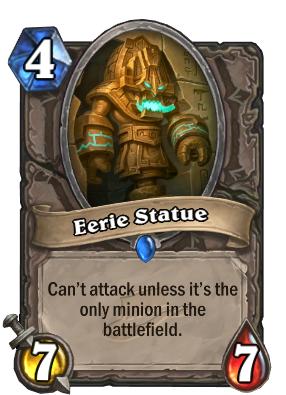 4
Eerie Statue
Can't attack unless it's the
only minion in the
battlefield.
7
7